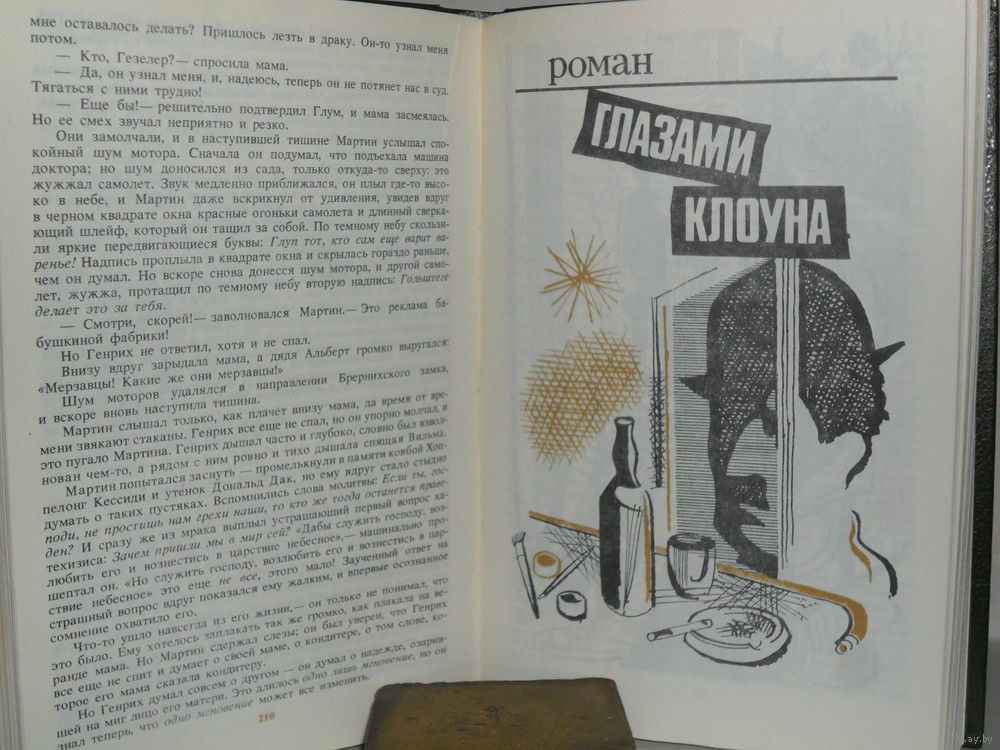 мне оставалось делать? Пришлось лезть в драку. Он-то узнал меня
потом.
— Кто, Гезелер?— спросила мама.
— Да, он узнал меня, и, надеюсь, теперь он не потянет нас в суд.
Тягаться с ними трудно!
— Еще бы!— решительно подтвердил Глум, и мама засмеялась.
Но ее смех звучал неприятно и резко.
Они замолчали, и в наступившей тишине Мартин услышал спо-
койный шум мотора. Сначала он подумал, что подъехала машина
доктора; но шум доносился из сада, только откуда-то сверху: это
жужжал самолет. Звук медленно приближался, он плыл где-то высо-
ко в небе, и Мартин даже вскрикнул от удивления, увидев вдруг
в черном квадрате окна красные огоньки самолета и длинный сверка-
ющий шлейф, который он тащил за собой. По темному небу скользи-
ли яркие передвигающиеся буквы: Глуп тот, кто сам еще варит ва-
ренье! Надпись проплыла в квадрате окна и скрылась гораздо раньше,
чем он думал. Но вскоре снова донесся шум мотора, и другой само-
лет, жужжа, протащил по темному небу вторую надпись: Гольштеге
делает это за тебя.
— Смотри, скорей!— заволновался Мартин.— Это реклама ба-
бушкиной фабрики!
Но Генрих не ответил, хотя и не спал.
Внизу вдруг зарыдала мама, а дядя Альберт громко выругался:
«Мерзавцы! Какие же они мерзавцы!»
Шум моторов удалялся в направлении Брернихского замка,
и вскоре вновь наступила тишина.
Мартин слышал только, как плачет внизу мама, да время от вре-
мени звякают стаканы. Генрих все еще не спал, но он упорно молчал, и
это пугало Мартина. Генрих дышал часто и глубоко, словно был взвол-
нован чем-то, а рядом с ним ровно и тихо дышала спящая Вильма.
Мартин попытался заснуть — промелькнули в памяти ковбой Хоп-
пелонг Кессиди и утенок Дональд Дак, но ему вдруг стало стыдно
думать о таких пустяках. Вспомнились слова молитвы: Если ты, гос-
поди, не простишь нам грехи наши, то кто же тогда останется праве-
ден? И сразу же из мрака выплыл устрашающий первый вопрос ка-
техизиса: Зачем пришли мы в мир сей? «Дабы служить господу, воз-
любить его и вознестись в царствие небесное»,— машинально про-
шептал он. «Но служить господу, возлюбить его и вознестись в цар-
ствие небесное» это еще не все, этого мало! Заученный ответ на
страшный вопрос вдруг показался ему жалким, и впервые осознанное
сомнение охватило его.
Что-то ушло навсегда из его жизни,— он только не понимал, что
это было. Ему хотелось заплакать так же громко, как плакала на ве-
ранде мама. Но Мартин сдержал слезы; он был уверен, что Генрих
все еще не спит и думает о своей маме, о кондитере, о том слове, ко-
торое его мама сказала кондитеру.
Но Генрих думал совсем о другом — он думал о надежде, озарив-
шей на миг лицо его матери. Это длилось одно лишь мгновение, но он
знал теперь, что одно мгновение может все изменить.
210
роман
ГЛАЗАМИ
КЛОУНА
ay.by